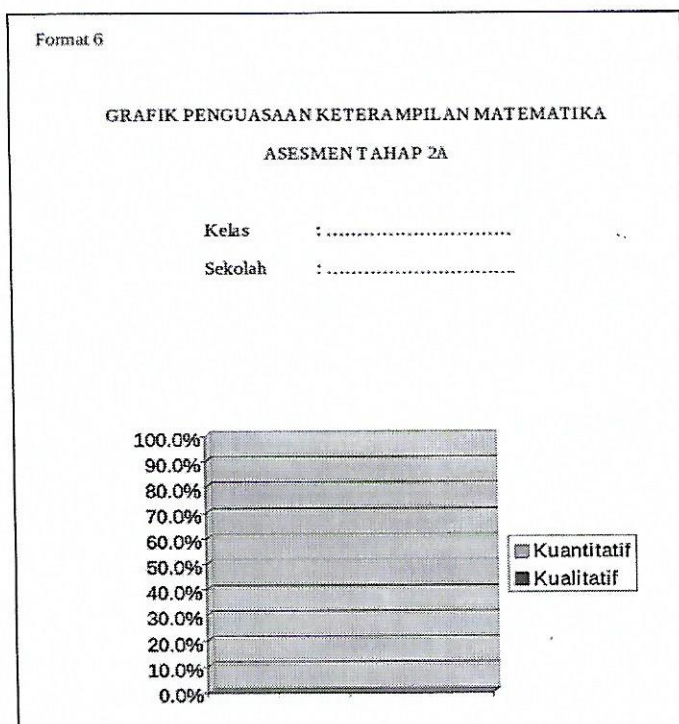 Format 6
GRAFIK PENGUASAAN KETERAMPILAN MATEMATIKA
ASESMEN TAHAP 2A
Kelas : ..............................
Sekolah : ..............................
100.0%
90.0%
80.0%
70.0%
60.0%
50.0%
40.0%
30.0%
20.0%
10.0%
0.0%
Kuantitatif
Kualitatif